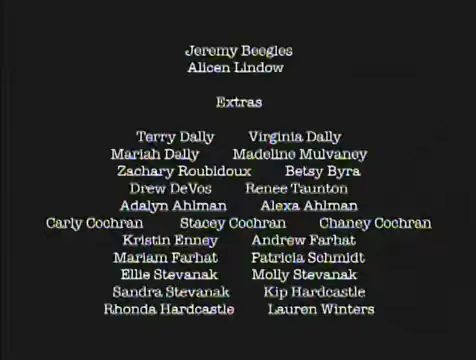 Jeremy Beegles
Alicen Lindow
Extras
Terry Dally Virginia Dally
Mariah Dally Madeline Mulvaney
Zachary Roubidoux Betsy Byra
Drew DeVos Renee Taunton
Adalyn Ahlman Alexa Ahlman
Carly Cochran Stacey Cochran Chaney Cochran
Kristin Enney Andrew Farhat
Mariam Farhat Patricia Schmidt
Ellie Stevanak Molly Stevanak
Sandra Stevanak Kip Hardcastle
Rhonda Hardcastle Lauren Winters